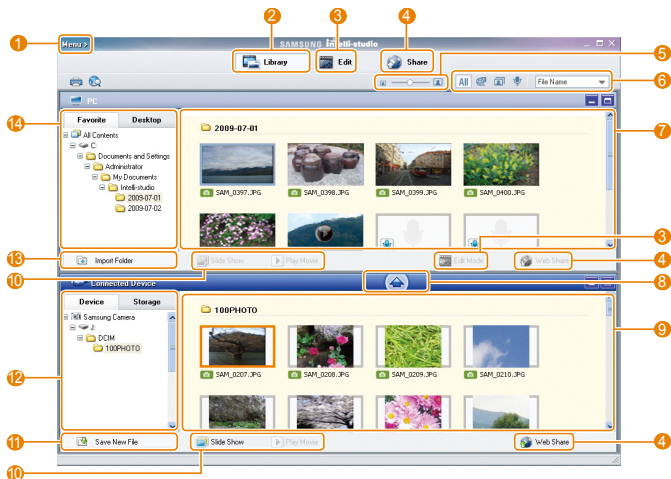 2 3 4
1 Menu > SAMSUNG intelli-studio
Library Edit Share
5
All File Name 6
PC
14 Favorite Desktop 7
All Contents
C:
Documents and Settings
Administrator
My Documents
Intelli-studio
2009-07-01
2009-07-02
2009-07-01
SAM_0397.JPG SAM_0398.JPG SAM_0399.JPG SAM_0400.JPG
3
13 Import Folder Slide Show Play Movie Edit Mode Web Share 4
10
8
Connected Device
Device Storage
Samsung Camera
J:
DCIM
100PHOTO
12
100PHOTO
9
SAM_0207.JPG SAM_0208.JPG SAM_0209.JPG SAM_0210.JPG
11 Save New File Slide Show Play Movie Web Share 4
10